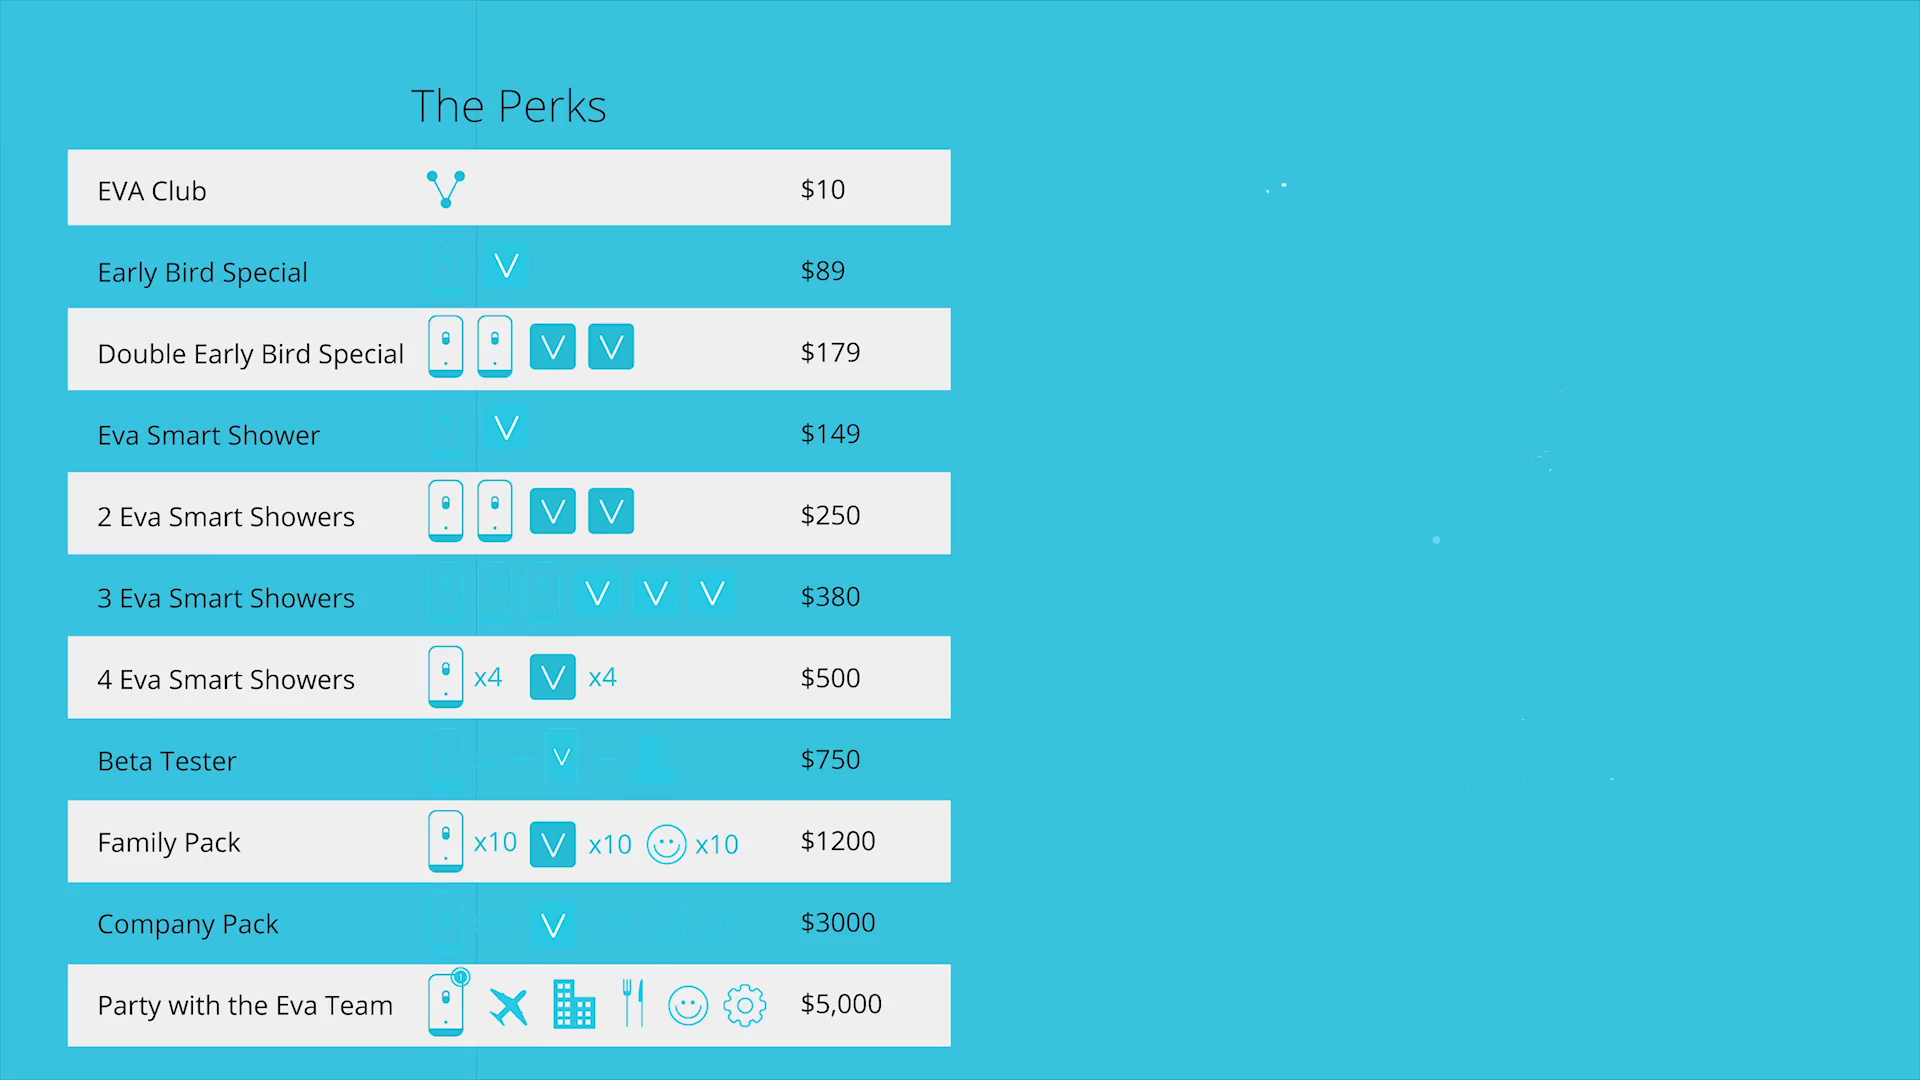 The Perks
EVA Club $10
Early Bird Special V $89
Double Early Bird Special V V $179
Eva Smart Shower V $149
2 Eva Smart Showers V V $250
3 Eva Smart Showers V V V $380
4 Eva Smart Showers x4 V x4 $500
Beta Tester V $750
Family Pack x10 V x10 x10 $1200
Company Pack V $3000
Party with the Eva Team $5,000